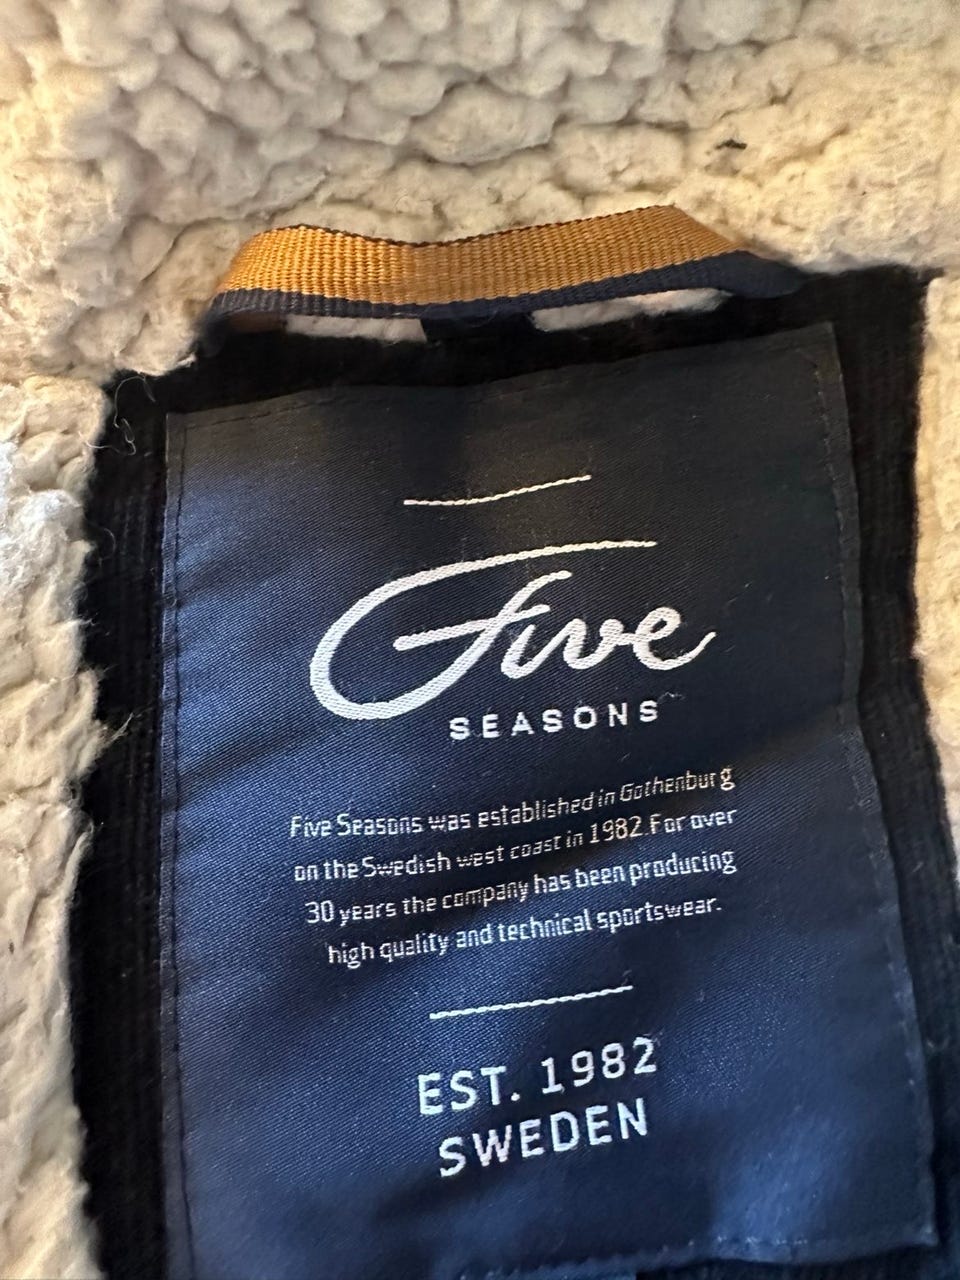 Five
SEASONS
Five Seasons was established in Gothenburg
on the Swedish west coast in 1982. For over
30 years the company has been producing
high quality and technical sportswear.
EST. 1982
SWEDEN